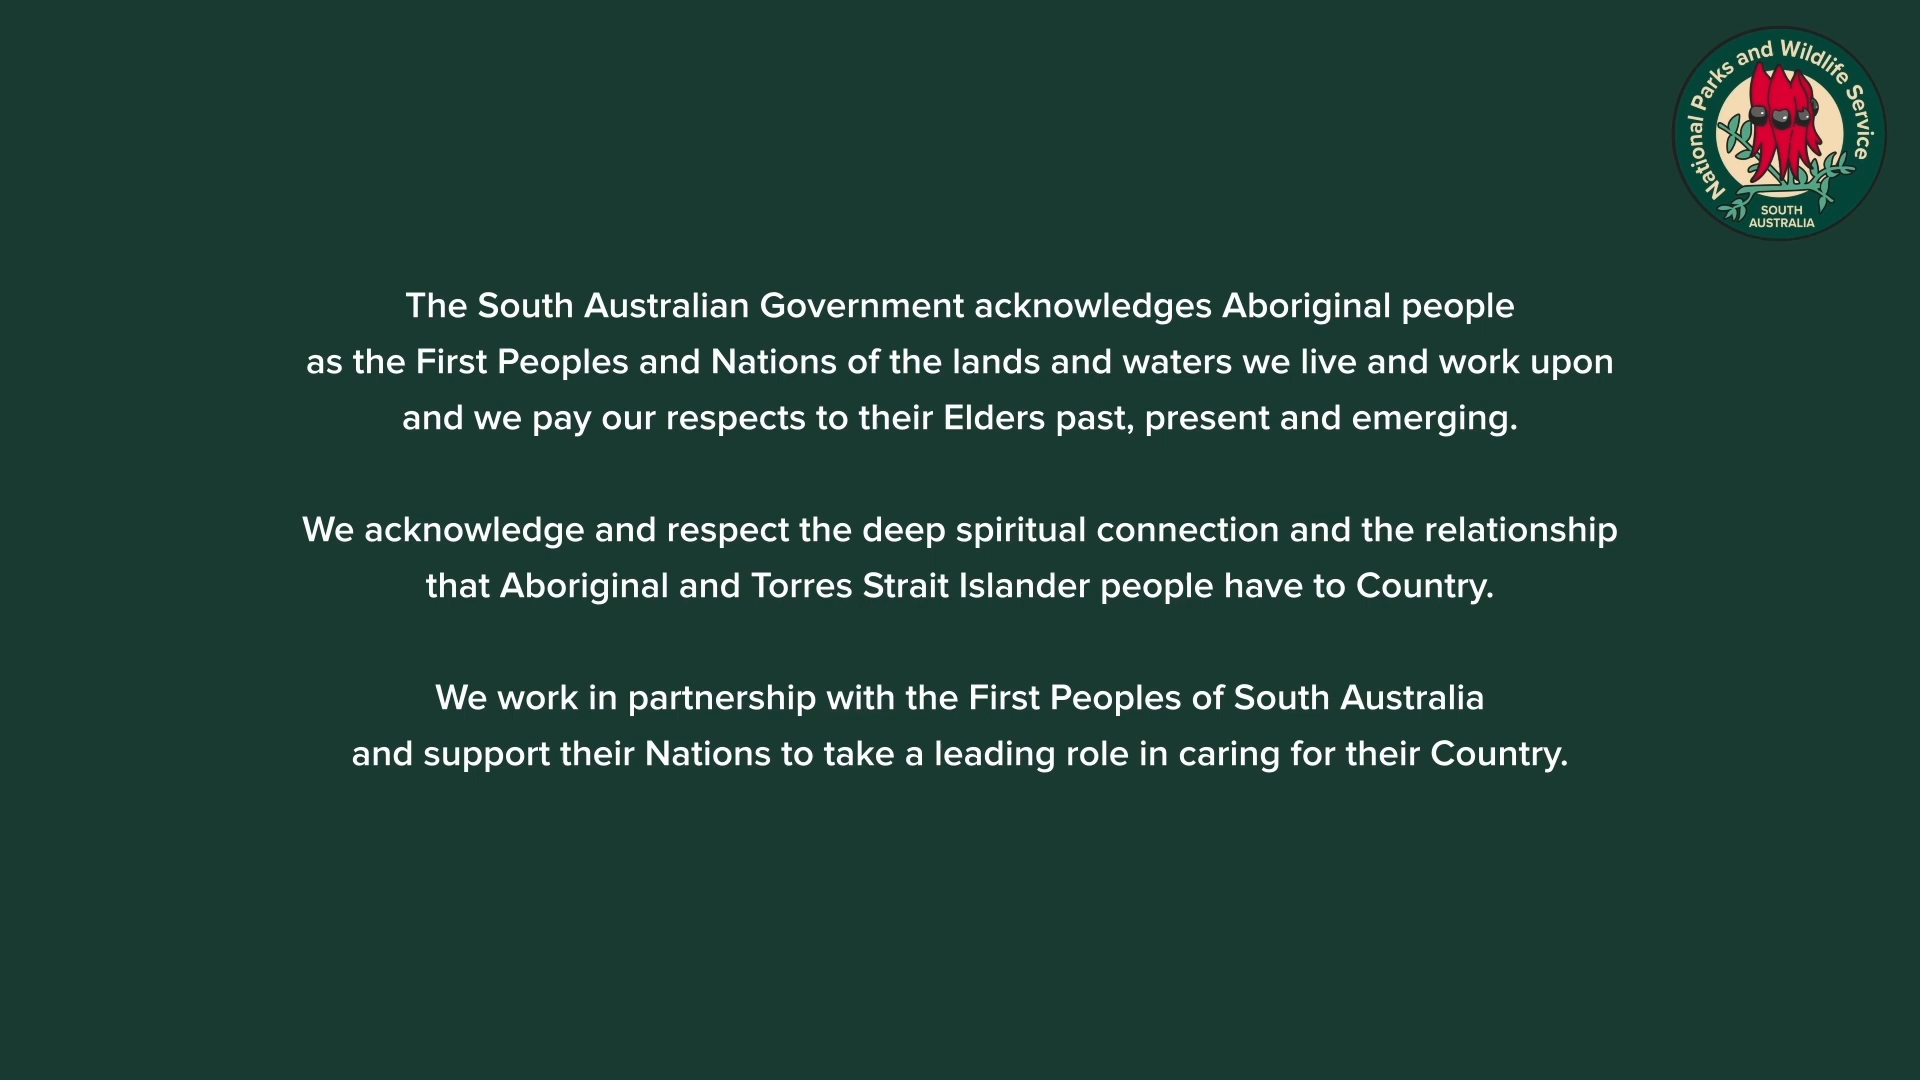 National Parks and Wildlife Service
SOUTH
AUSTRALIA
The South Australian Government acknowledges Aboriginal people
as the First Peoples and Nations of the lands and waters we live and work upon
and we pay our respects to their Elders past, present and emerging.
We acknowledge and respect the deep spiritual connection and the relationship
that Aboriginal and Torres Strait Islander people have to Country.
We work in partnership with the First Peoples of South Australia
and support their Nations to take a leading role in caring for their Country.